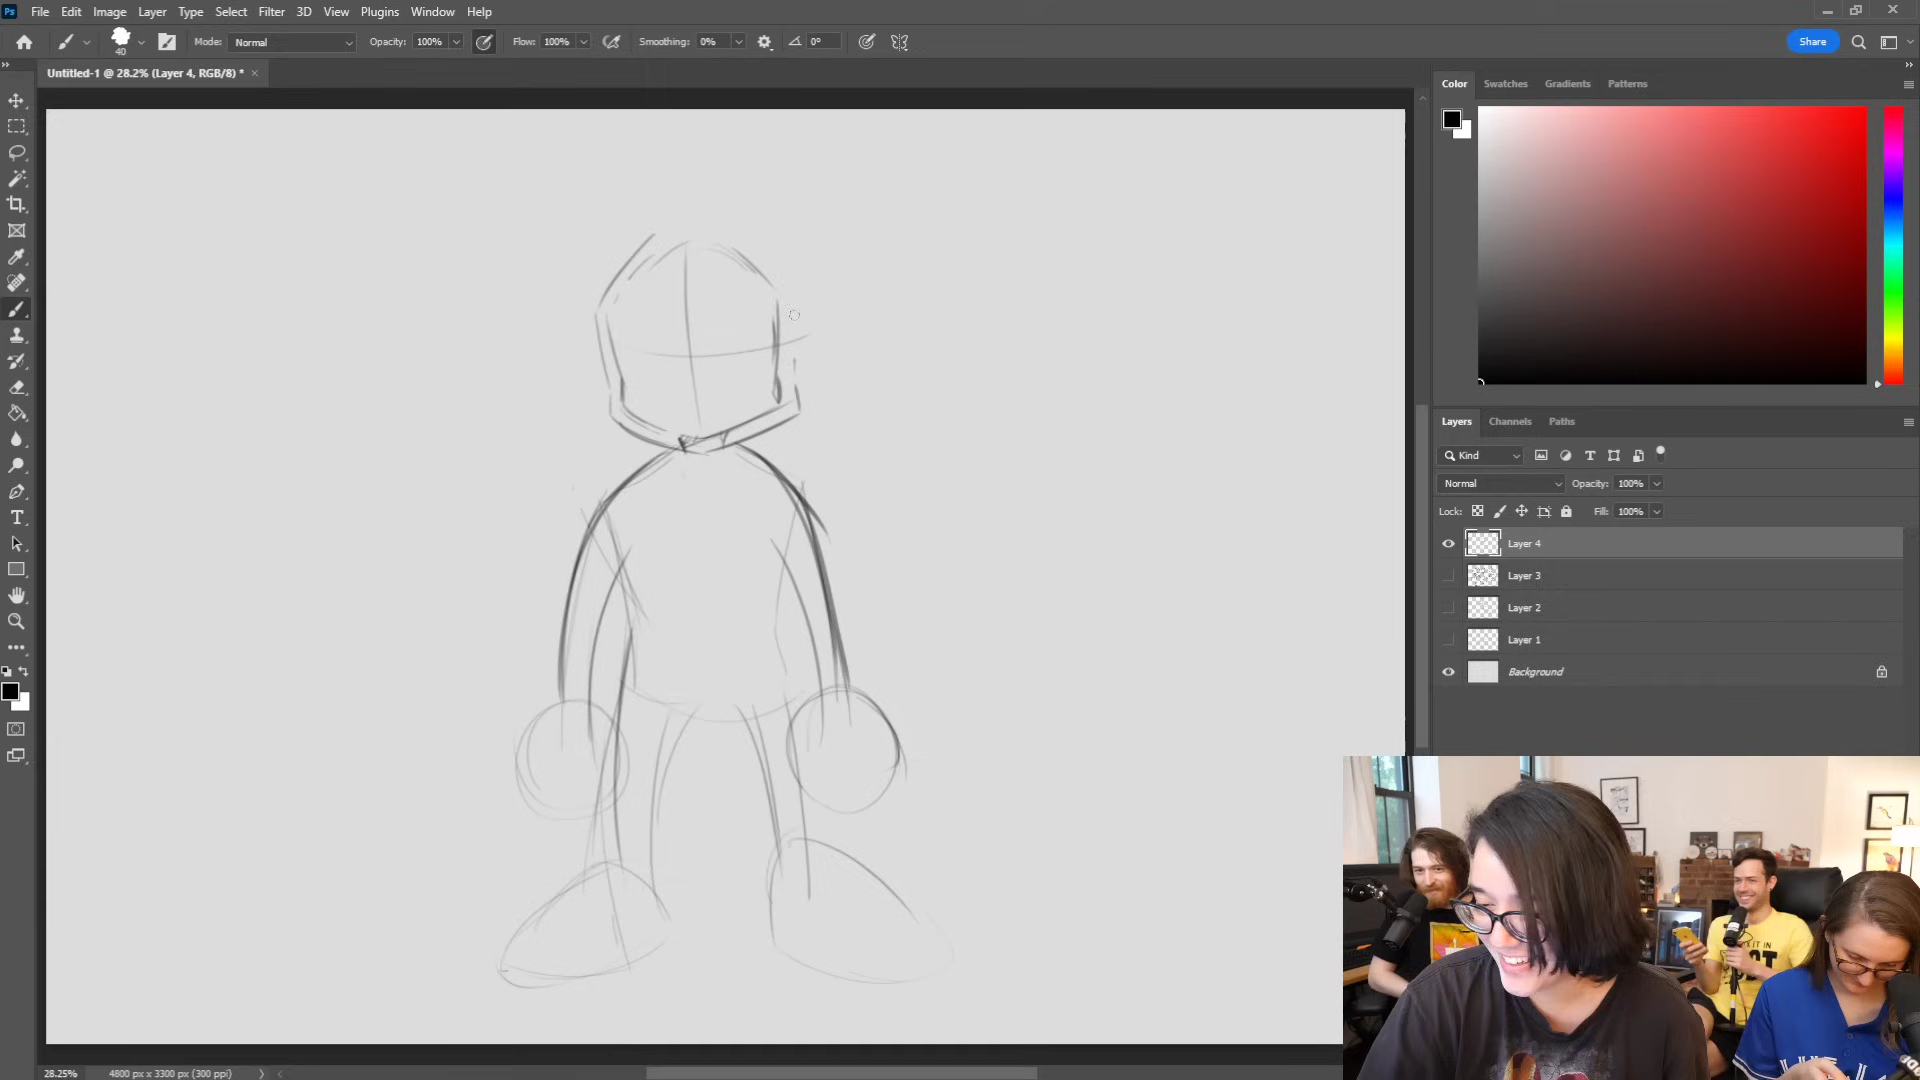 Ps File Edit Image Layer Type Select Filter 3D View Plugins Window Help
40 Mode: Normal Opacity: 100% Flow: 100% Smoothing: 0% 0° Share
Untitled-1 @ 28.2% (Layer 4, RGB/8) * ×
Color Swatches Gradients Patterns
Layers Channels Paths
Kind
Normal Opacity: 100%
Lock: Fill: 100%
Layer 4
Layer 3
Layer 2
Layer 1
Background
28.25% 4800 px x 3300 px (300 ppi)